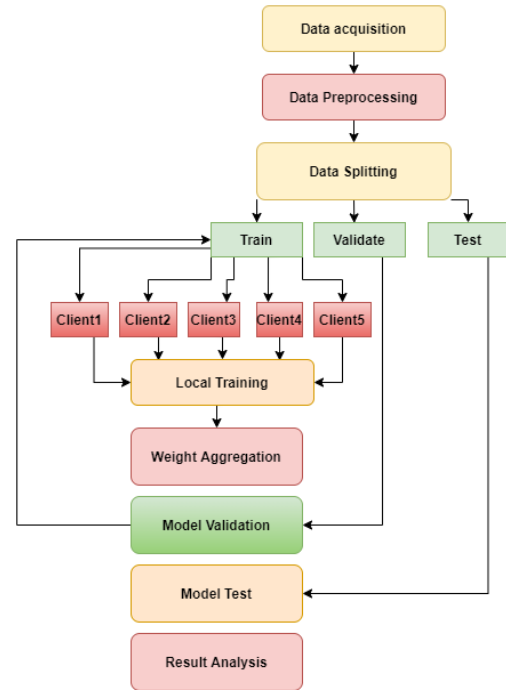 Data acquisition
Data Preprocessing
Data Splitting
Train
Validate
Test
Client1
Client2
Client3
Client4
Client5
Local Training
Weight Aggregation
Model Validation
Model Test
Result Analysis